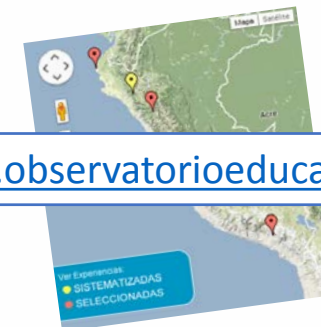 Mapa Satélite
Acre
.observatorioeduca
Ver Experiencias:
SISTEMATIZADAS
SELECCIONADAS